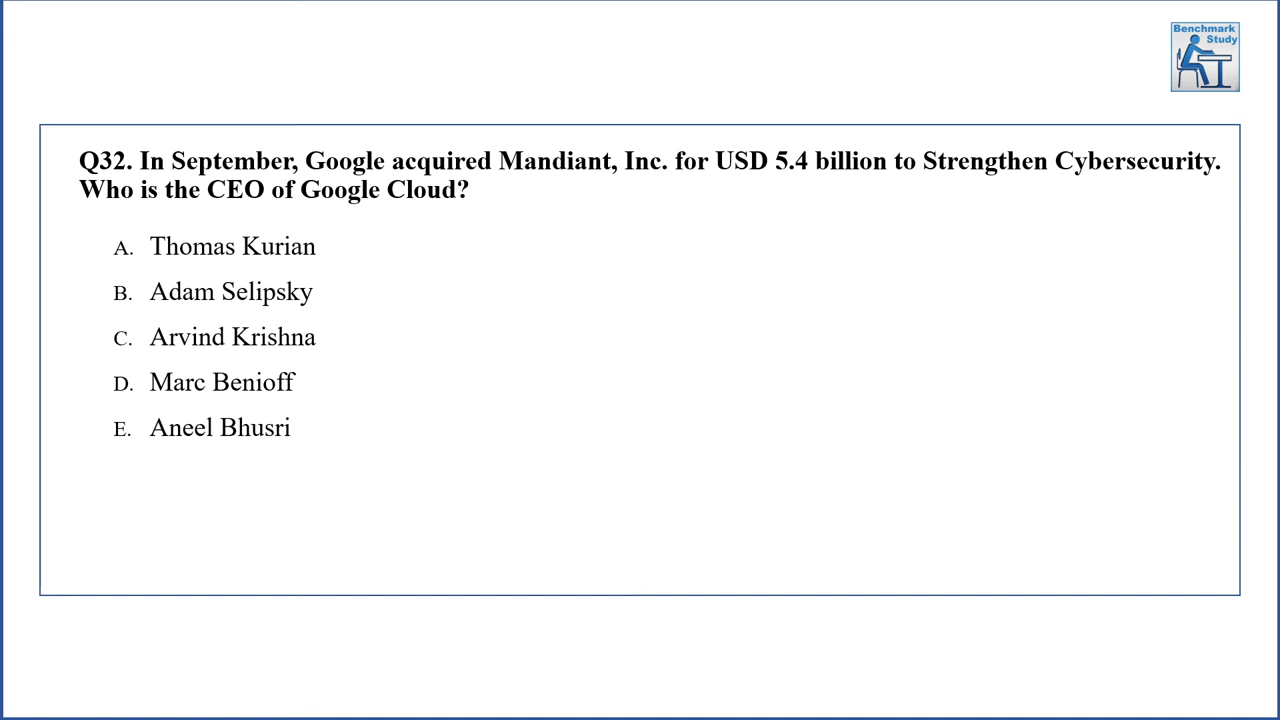 Benchmark
Study
Q32. In September, Google acquired Mandiant, Inc. for USD 5.4 billion to Strengthen Cybersecurity.
Who is the CEO of Google Cloud?
A. Thomas Kurian
B. Adam Selipsky
C. Arvind Krishna
D. Marc Benioff
E. Aneel Bhusri